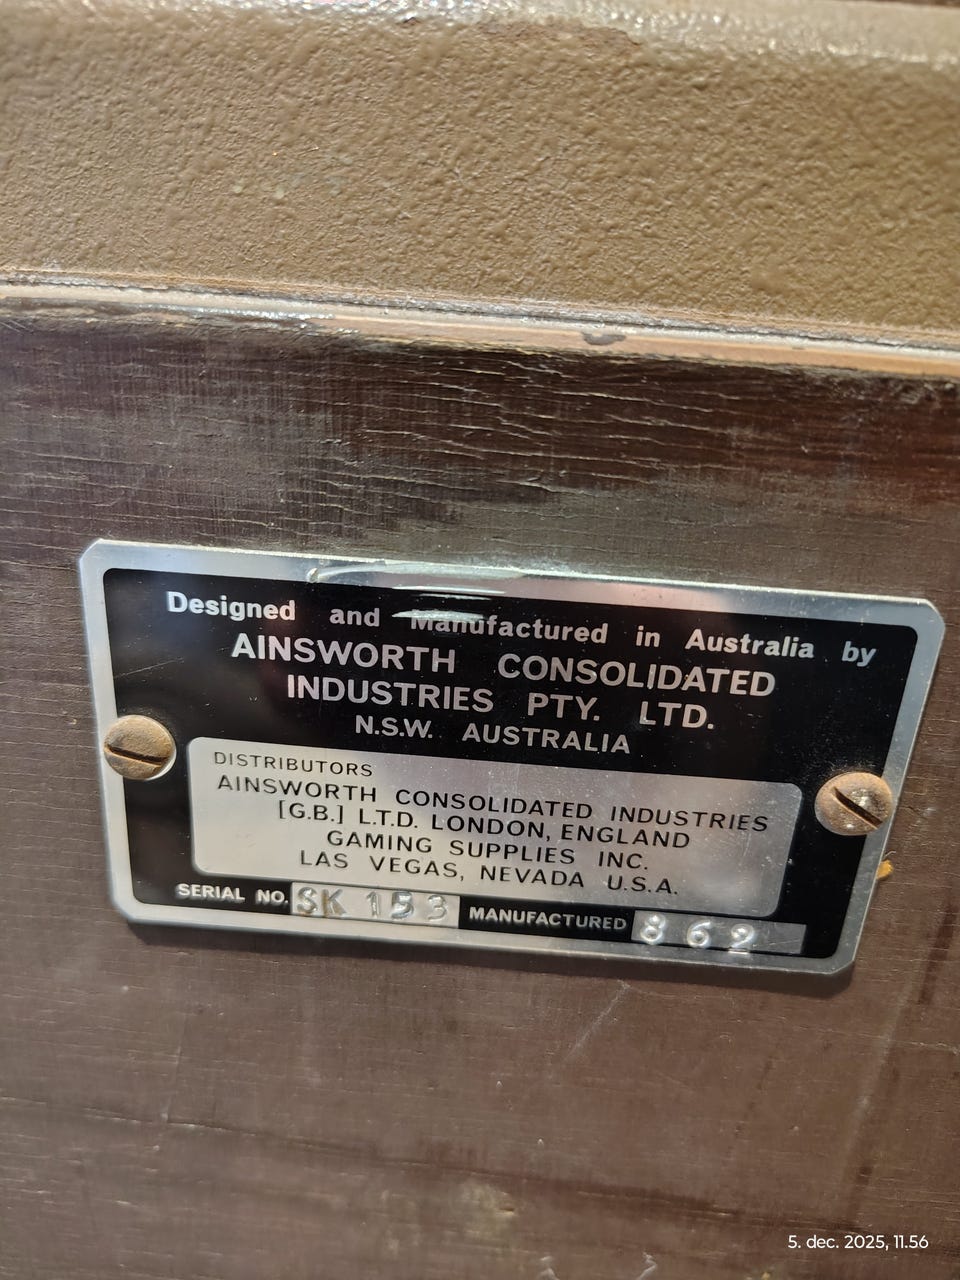 Designed and Manufactured in Australia by
AINSWORTH CONSOLIDATED
INDUSTRIES PTY. LTD.
N.S.W. AUSTRALIA
DISTRIBUTORS
AINSWORTH CONSOLIDATED INDUSTRIES
[G.B.] L.T.D. LONDON, ENGLAND
GAMING SUPPLIES INC.
LAS VEGAS, NEVADA U.S.A.
SERIAL NO. SK 153 MANUFACTURED 862
5. dec. 2025, 11.56